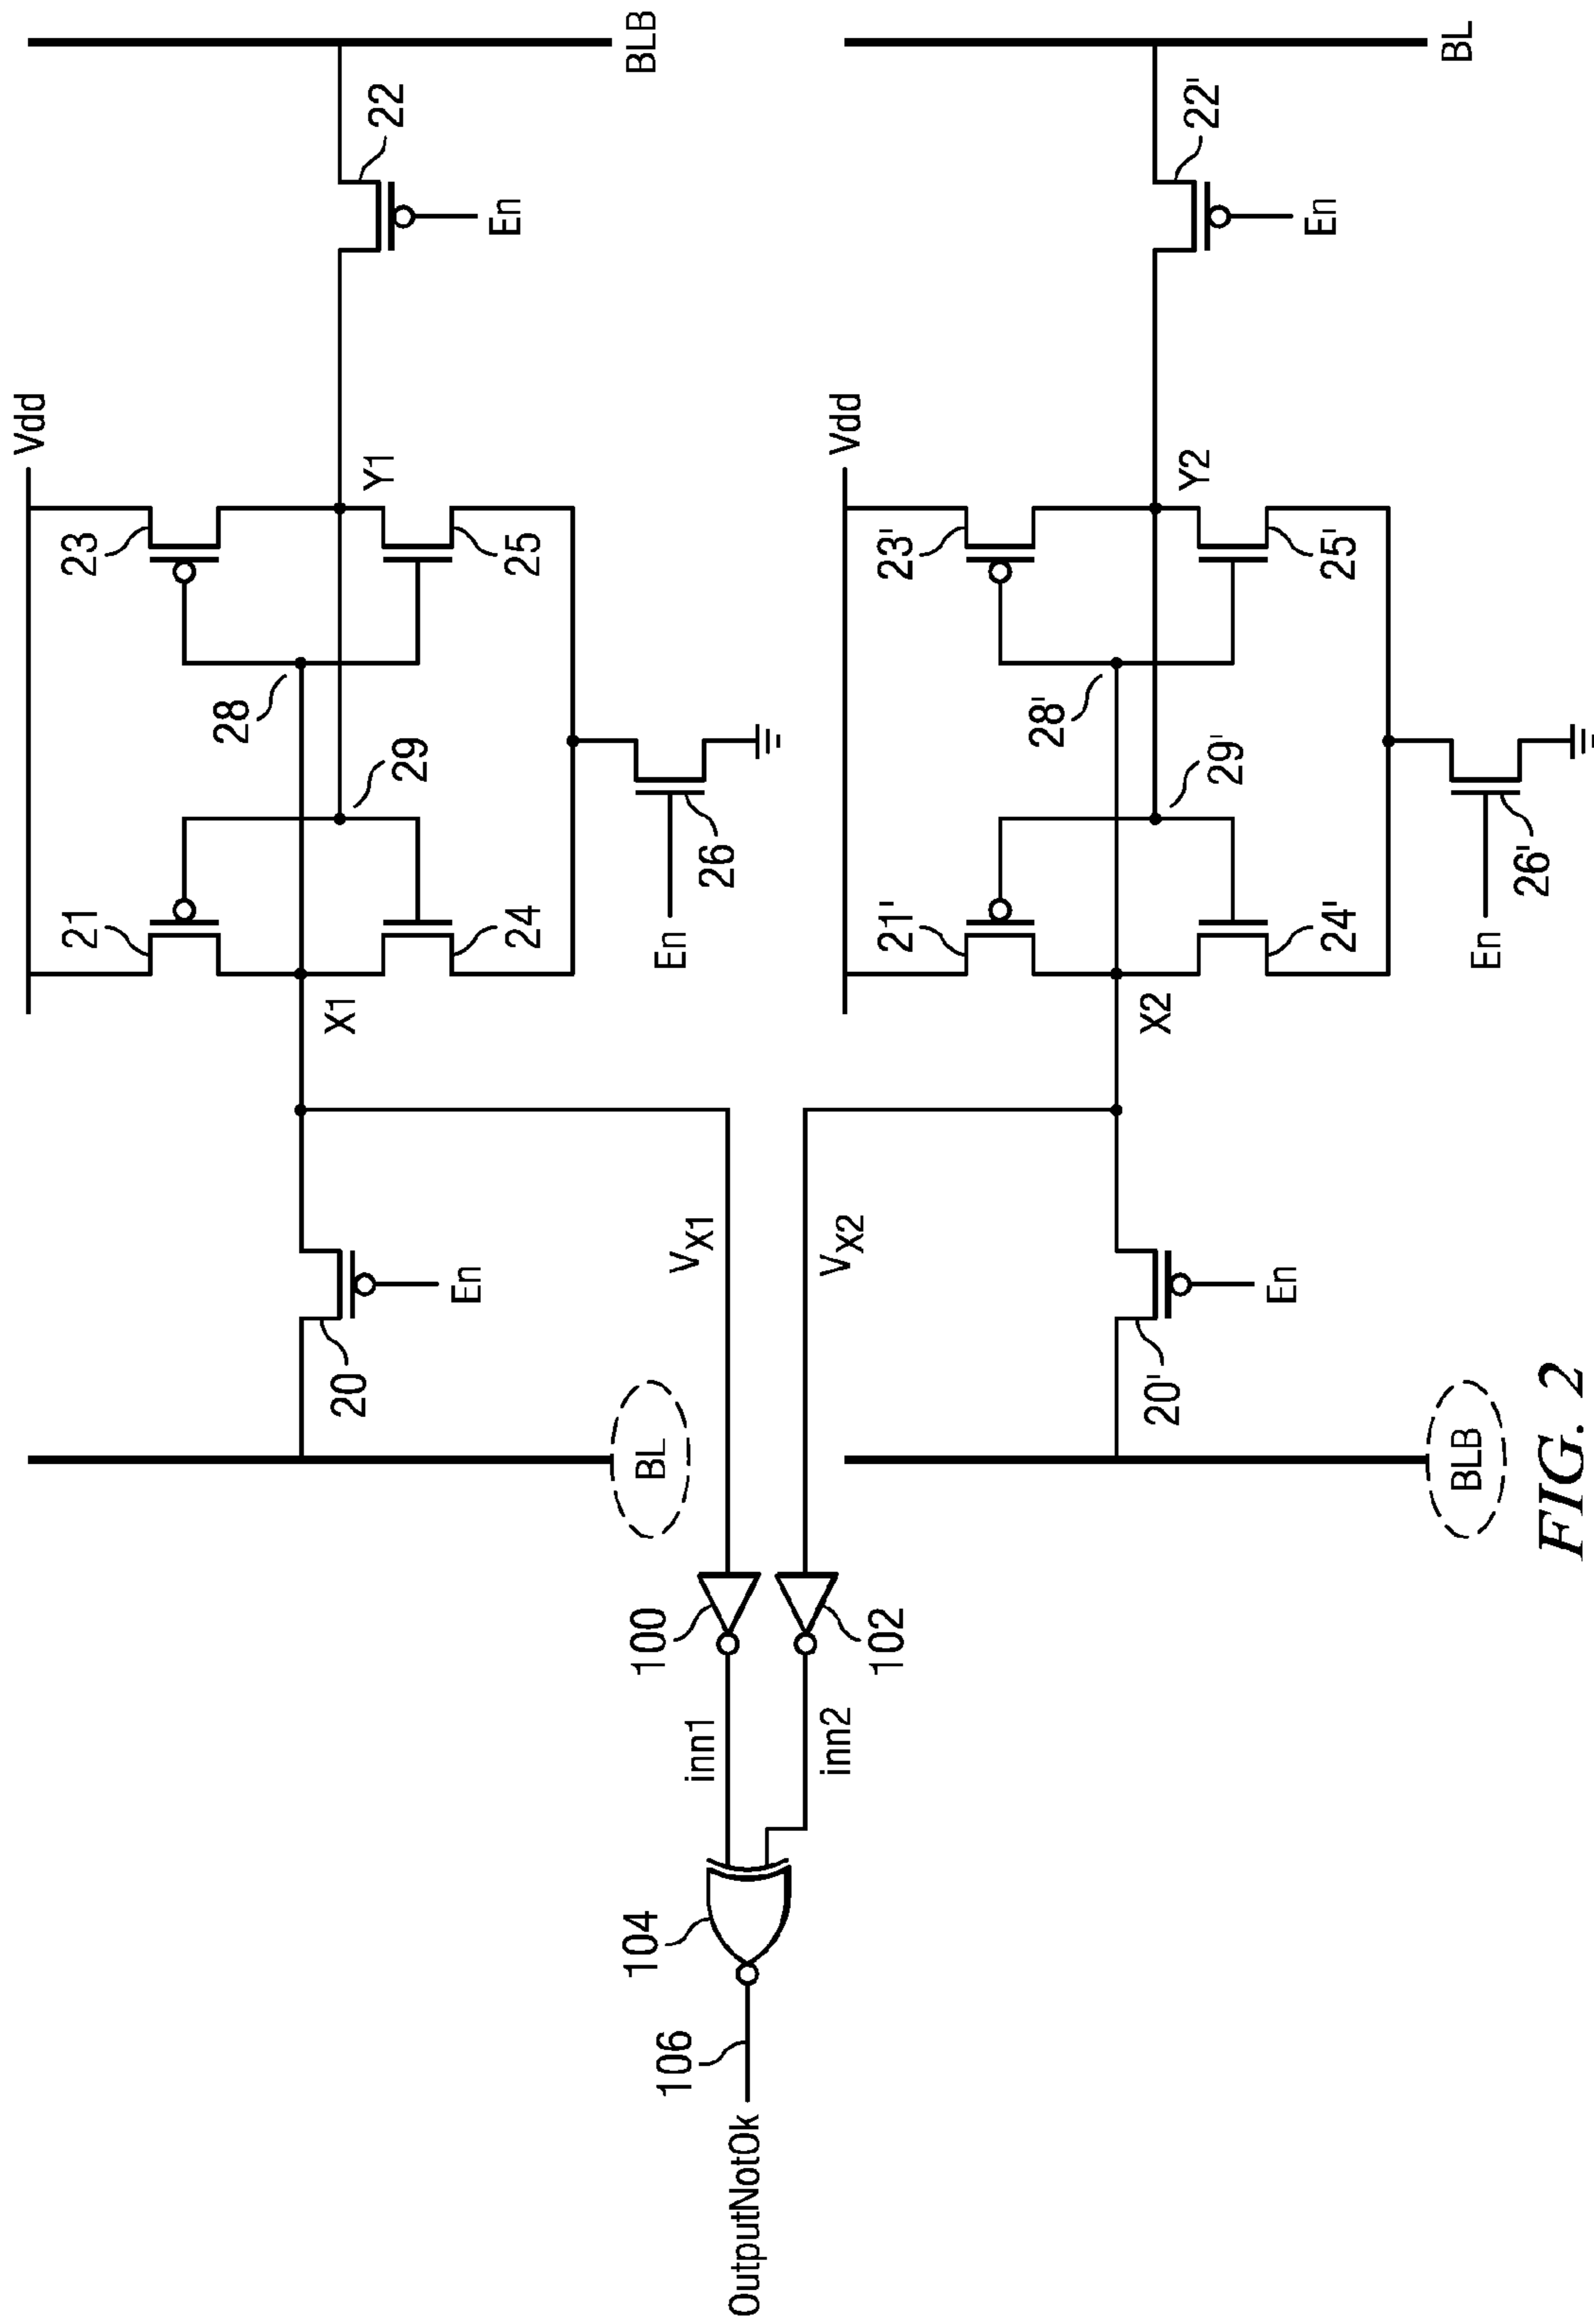 Vdd
21
23
X1
28
29
Y1
24
25
20
En
22
En
En
26
BL
BLB
VX1
100
inn1
104
106
OutputNotOk
inn2
102
VX2
Vdd
21'
23'
X2
28'
29'
Y2
24'
25'
20'
En
22'
En
En
26'
BLB
BL
FIG. 2